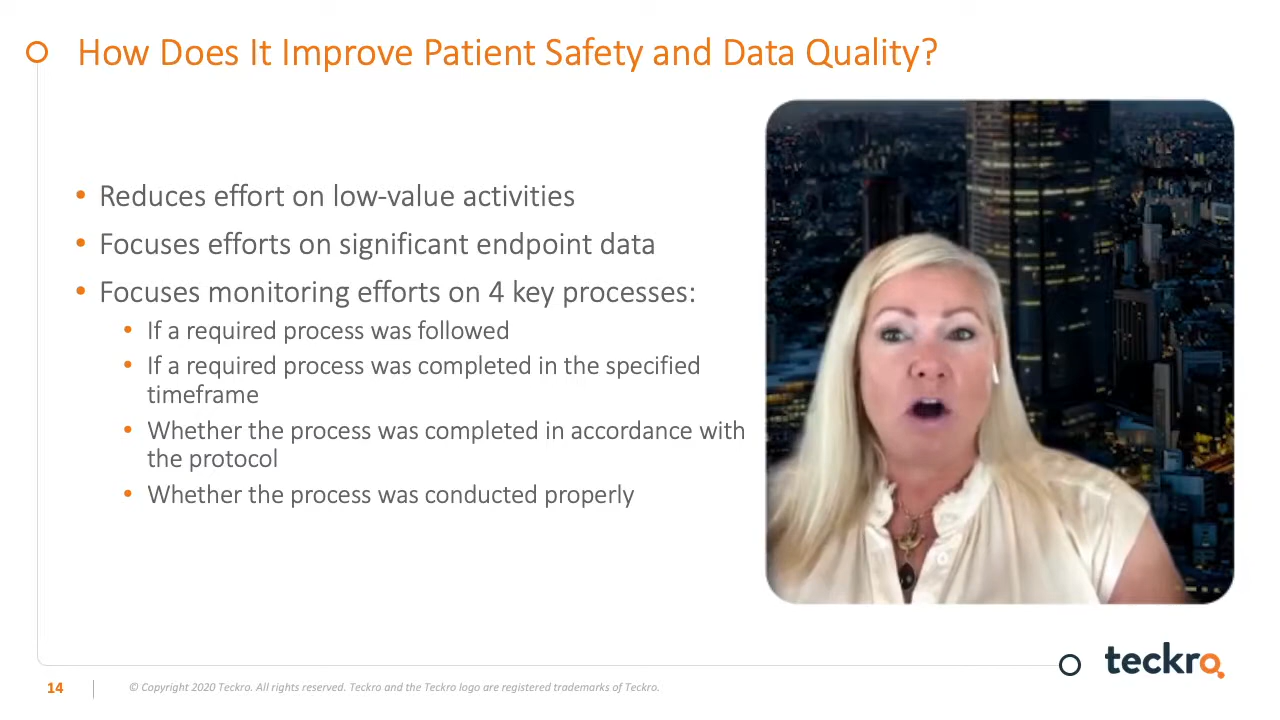 How Does It Improve Patient Safety and Data Quality?
• Reduces effort on low-value activities
• Focuses efforts on significant endpoint data
• Focuses monitoring efforts on 4 key processes:
• If a required process was followed
• If a required process was completed in the specified
timeframe
• Whether the process was completed in accordance with
the protocol
• Whether the process was conducted properly
teckro
14
© Copyright 2020 Teckro. All rights reserved. Teckro and the Teckro logo are registered trademarks of Teckro.